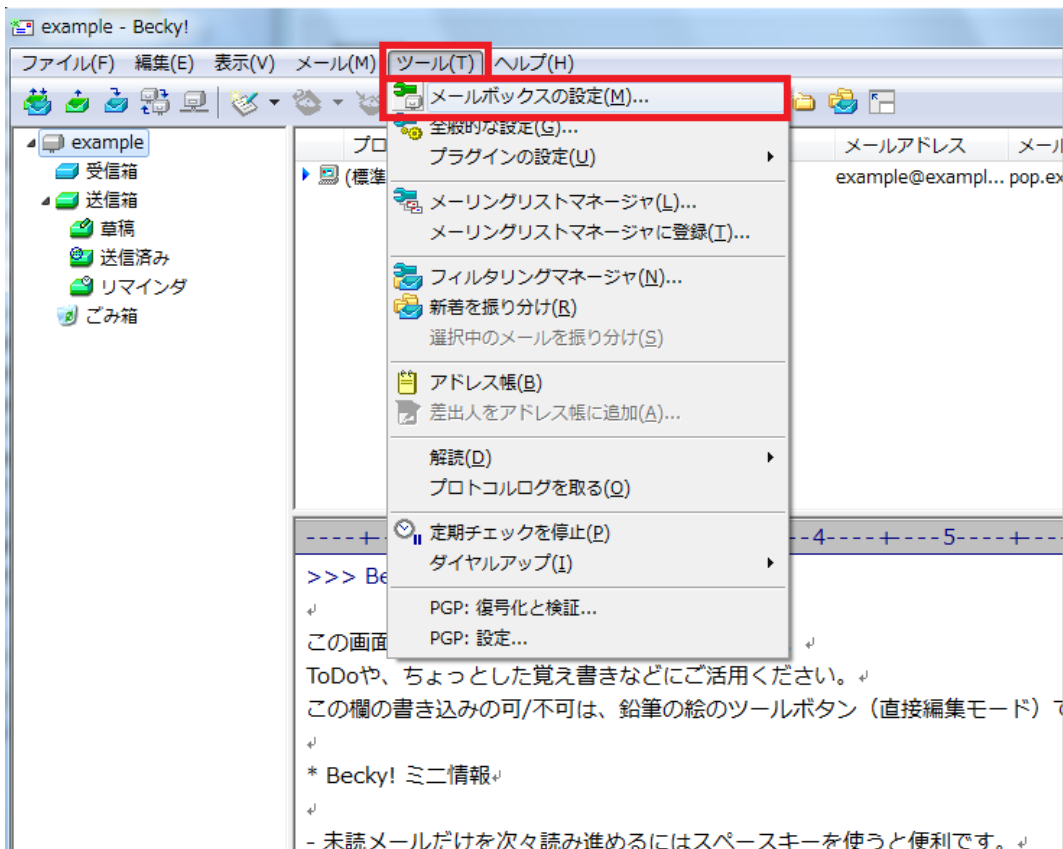 example - Becky!
ファイル(F) 編集(E) 表示(V) メール(M) ツール(T) ヘルプ(H)
example
受信箱
送信箱
草稿
送信済み
リマインダ
ごみ箱
メールボックスの設定(M)...
全般的な設定(G)...
プラグインの設定(U)
メーリングリストマネージャ(L)...
メーリングリストマネージャに登録(T)...
フィルタリングマネージャ(N)...
新着を振り分け(R)
選択中のメールを振り分け(S)
アドレス帳(B)
差出人をアドレス帳に追加(A)...
解読(D)
プロトコルログを取る(O)
定期チェックを停止(P)
ダイヤルアップ(I)
PGP: 復号化と検証...
PGP: 設定...
プロ メールアドレス メール
(標準 example@exampl... pop.ex
----+- --4----+----5----+---
>>> Be
この画面
ToDoや、ちょっとした覚え書きなどにご活用ください。
この欄の書き込みの可/不可は、鉛筆の絵のツールボタン（直接編集モード）で
* Becky! ミニ情報
- 未読メールだけを次々読み進めるにはスペースキーを使うと便利です。